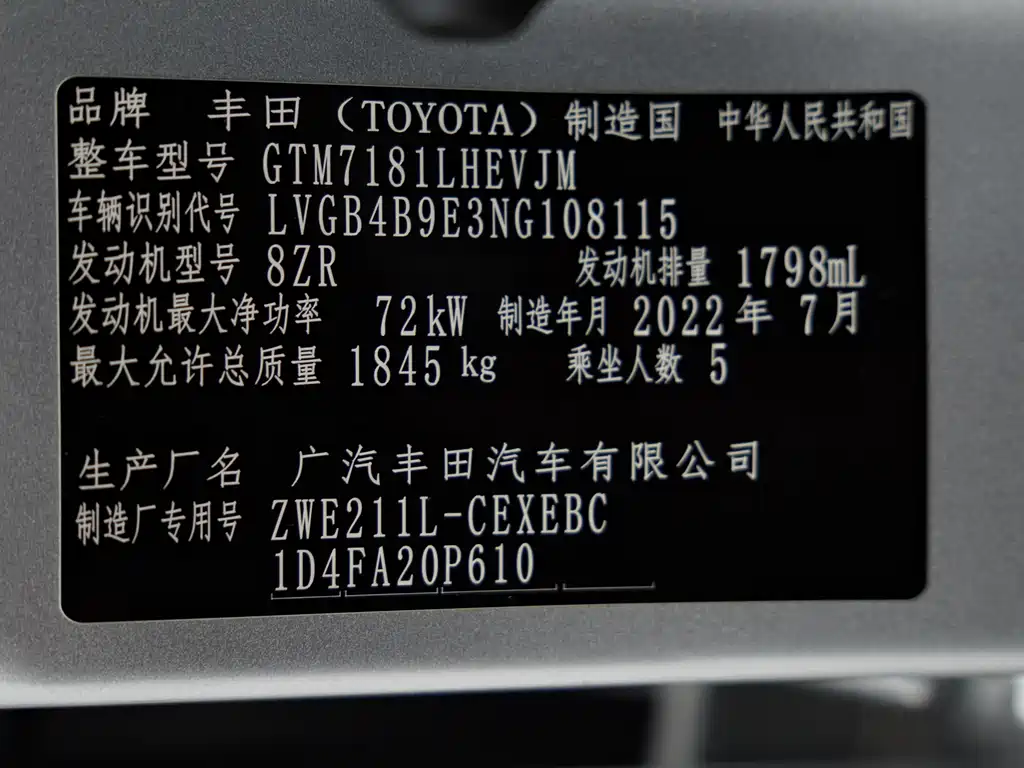 品牌 丰田（TOYOTA）制造国 中华人民共和国
整车型号 GTM7181LHEVJM
车辆识别代号 LVGB4B9E3NG108115
发动机型号 8ZR 发动机排量 1798mL
发动机最大净功率 72kW 制造年月 2022年 7月
最大允许总质量 1845 kg 乘坐人数 5
生产厂名 广汽丰田汽车有限公司
制造厂专用号 ZWE211L-CEXEBC
1D4FA20P610